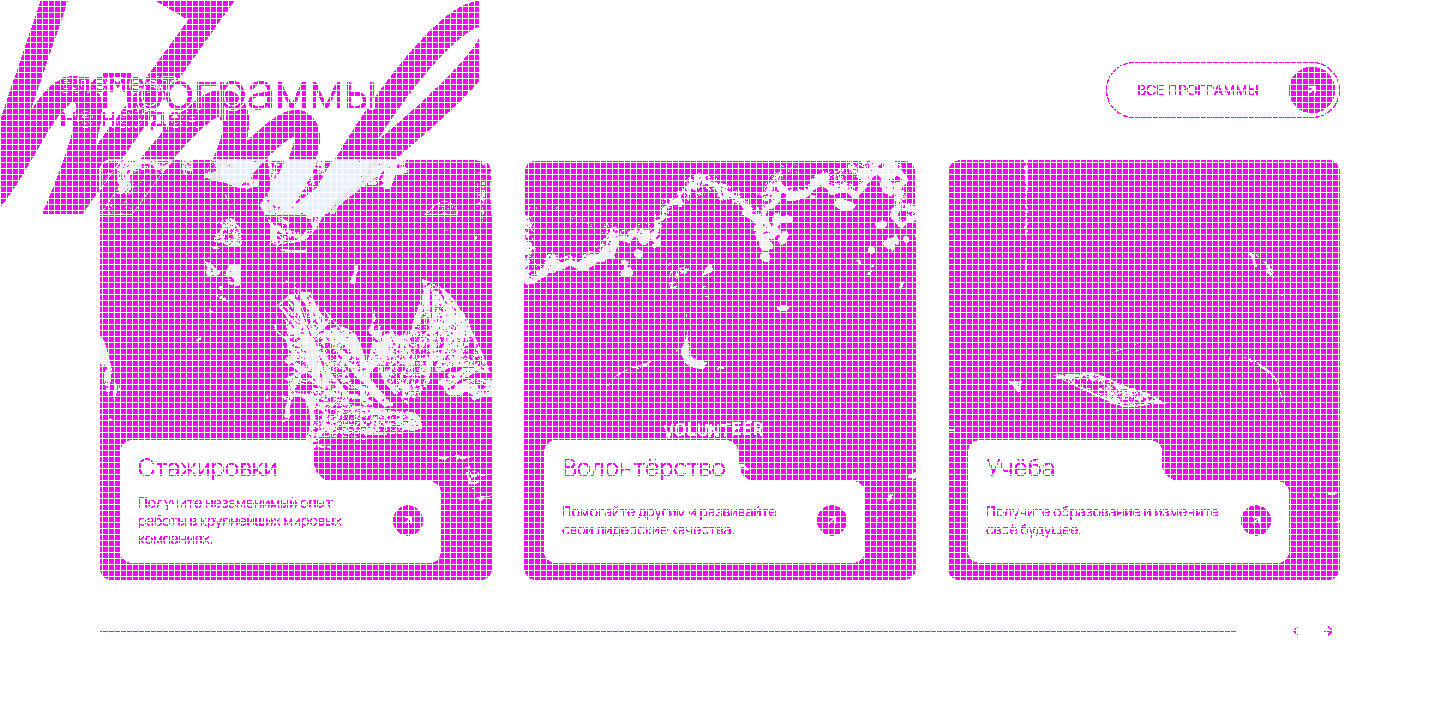 Программы
ВСЕ ПРОГРАММЫ
VOLUNTEER
Стажировки
Получите незаменимый опыт
работы в крупнейших мировых
компаниях.
Волонтёрство
Помогайте другим и развивайте
свои лидерские качества.
Учёба
Получите образование и измените
своё будущее.